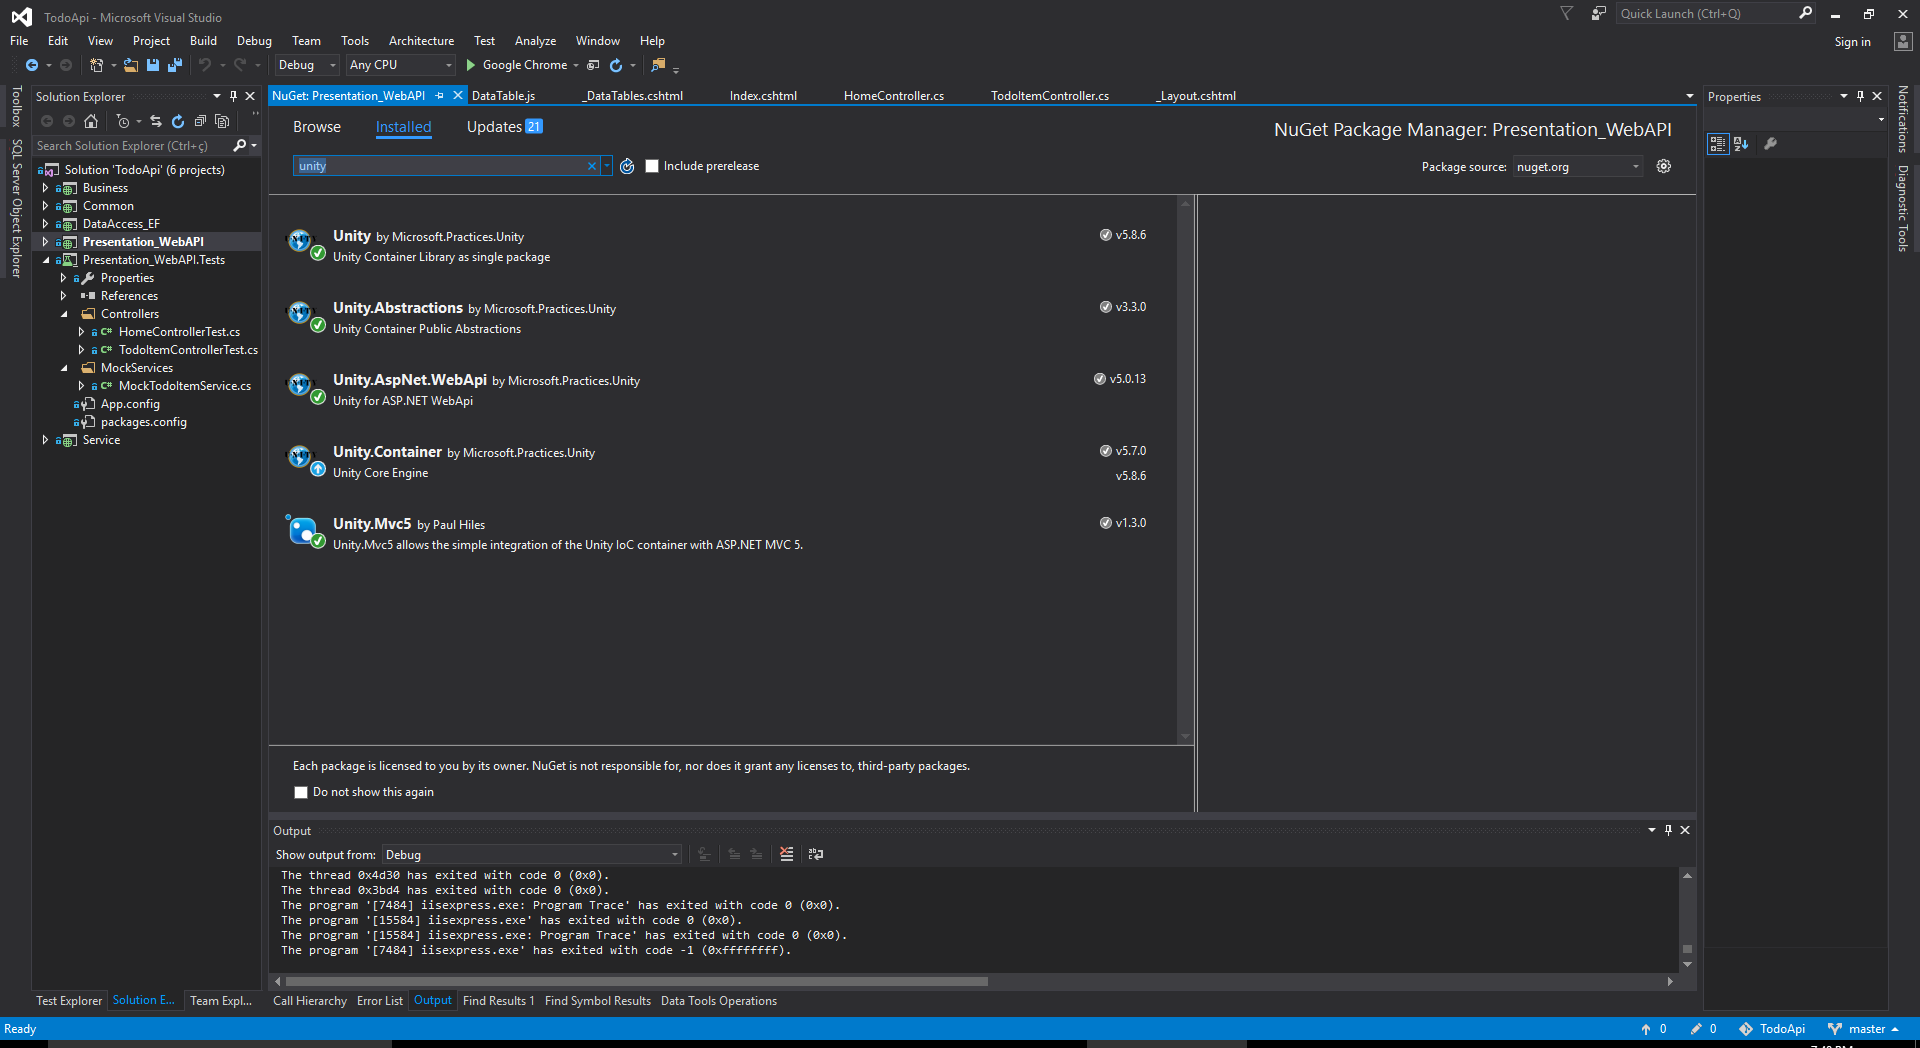 TodoApi - Microsoft Visual Studio
Quick Launch (Ctrl+Q)
File Edit View Project Build Debug Team Tools Architecture Test Analyze Window Help
Sign in
Debug Any CPU Google Chrome
Toolbox
SQL Server Object Explorer
Solution Explorer
Search Solution Explorer (Ctrl+ç)
Solution 'TodoApi' (6 projects)
Business
Common
DataAccess_EF
Presentation_WebAPI
Presentation_WebAPI.Tests
Properties
References
Controllers
HomeControllerTest.cs
TodoItemControllerTest.cs
MockServices
MockTodoItemService.cs
App.config
packages.config
Service
Test Explorer Solution E... Team Expl...
NuGet: Presentation_WebAPI DataTable.js _DataTables.cshtml Index.cshtml HomeController.cs TodoItemController.cs _Layout.cshtml
Browse Installed Updates 21
NuGet Package Manager: Presentation_WebAPI
unity
Include prerelease
Package source: nuget.org
Unity by Microsoft.Practices.Unity v5.8.6
Unity Container Library as single package
Unity.Abstractions by Microsoft.Practices.Unity v3.3.0
Unity Container Public Abstractions
Unity.AspNet.WebApi by Microsoft.Practices.Unity v5.0.13
Unity for ASP.NET WebApi
Unity.Container by Microsoft.Practices.Unity v5.7.0
Unity Core Engine v5.8.6
Unity.Mvc5 by Paul Hiles v1.3.0
Unity.Mvc5 allows the simple integration of the Unity IoC container with ASP.NET MVC 5.
Each package is licensed to you by its owner. NuGet is not responsible for, nor does it grant any licenses to, third-party packages.
Do not show this again
Output
Show output from: Debug
The thread 0x4d30 has exited with code 0 (0x0).
The thread 0x3bd4 has exited with code 0 (0x0).
The program '[7484] iisexpress.exe: Program Trace' has exited with code 0 (0x0).
The program '[15584] iisexpress.exe' has exited with code 0 (0x0).
The program '[15584] iisexpress.exe: Program Trace' has exited with code 0 (0x0).
The program '[7484] iisexpress.exe' has exited with code -1 (0xffffffff).
Call Hierarchy Error List Output Find Results 1 Find Symbol Results Data Tools Operations
Properties
Notifications
Diagnostic Tools
Ready
0 0 TodoApi master